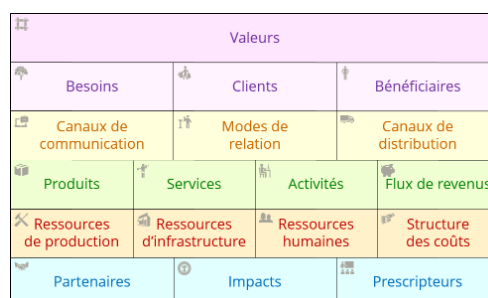 Valeurs
Besoins
Clients
Bénéficiaires
Canaux de
communication
Modes de
relation
Canaux de
distribution
Produits
Services
Activités
Flux de revenus
Ressources
de production
Ressources
d'infrastructure
Ressources
humaines
Structure
des coûts
Partenaires
Impacts
Prescripteurs